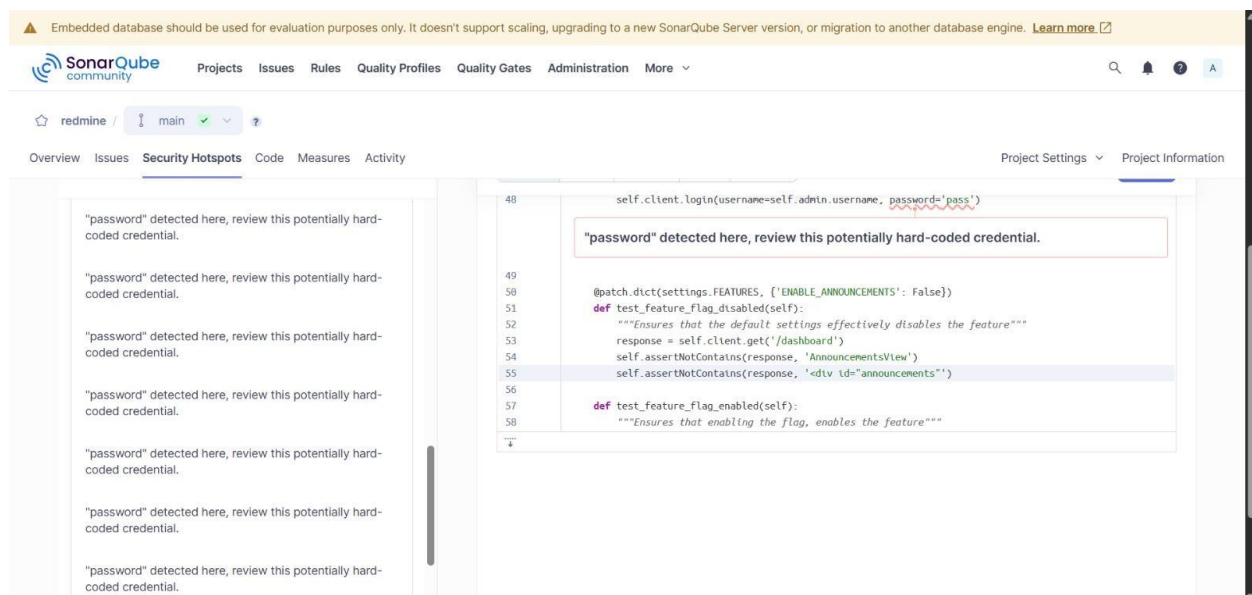 Embedded database should be used for evaluation purposes only. It doesn't support scaling, upgrading to a new SonarQube Server version, or migration to another database engine. Learn more
SonarQube
community
Projects Issues Rules Quality Profiles Quality Gates Administration More
A
redmine / main
Overview Issues Security Hotspots Code Measures Activity
Project Settings Project Information
"password" detected here, review this potentially hard-
coded credential.
"password" detected here, review this potentially hard-
coded credential.
"password" detected here, review this potentially hard-
coded credential.
"password" detected here, review this potentially hard-
coded credential.
"password" detected here, review this potentially hard-
coded credential.
"password" detected here, review this potentially hard-
coded credential.
"password" detected here, review this potentially hard-
coded credential.
48 self.client.login(username=self.admin.username, password='pass')
"password" detected here, review this potentially hard-coded credential.
49
50 @patch.dict(settings.FEATURES, {'ENABLE_ANNOUNCEMENTS': False})
51 def test_feature_flag_disabled(self):
52 """Ensures that the default settings effectively disables the feature"""
53 response = self.client.get('/dashboard')
54 self.assertNotContains(response, 'AnnouncementsView')
55 self.assertNotContains(response, '<div id="announcements"')
56
57 def test_feature_flag_enabled(self):
58 """Ensures that enabling the flag, enables the feature"""